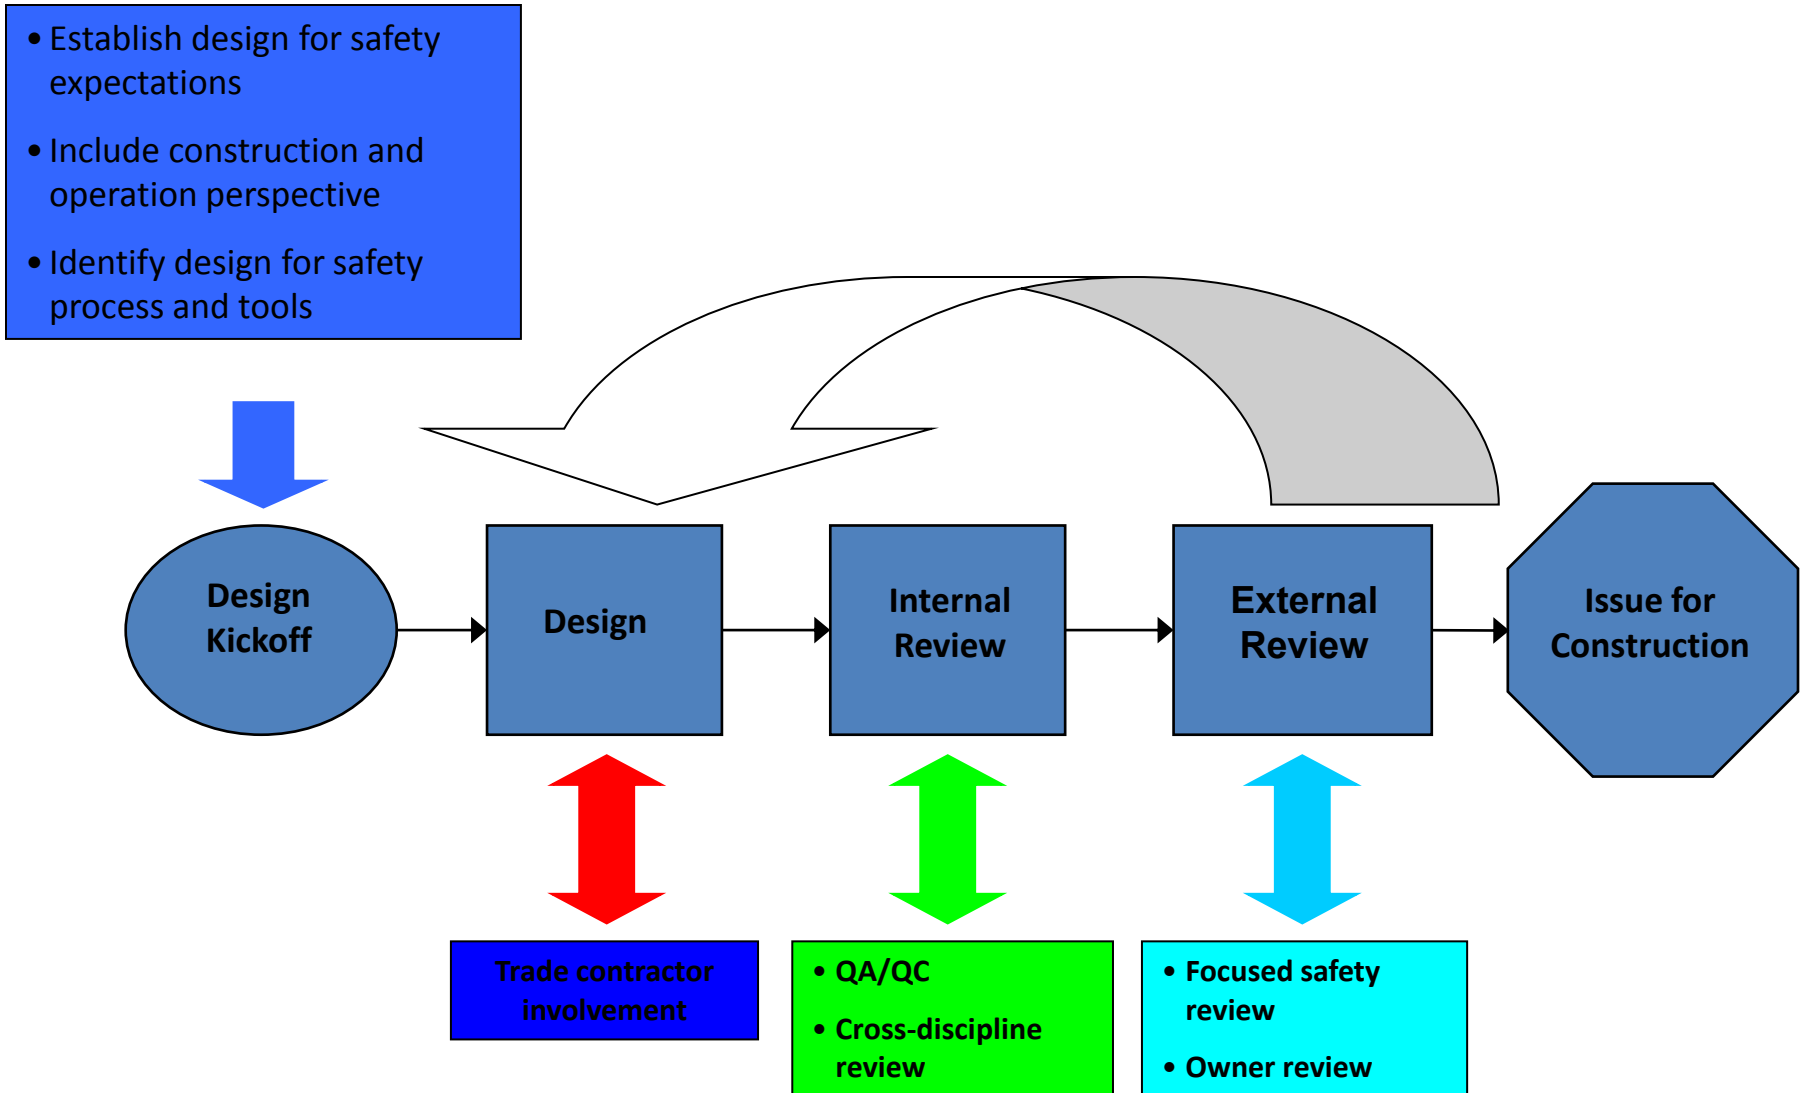 • Establish design for safety
expectations
• Include construction and
operation perspective
• Identify design for safety
process and tools
Design
Kickoff
Design
Internal
Review
External
Review
Issue for
Construction
Trade contractor
involvement
• QA/QC
• Cross-discipline
review
• Focused safety
review
• Owner review